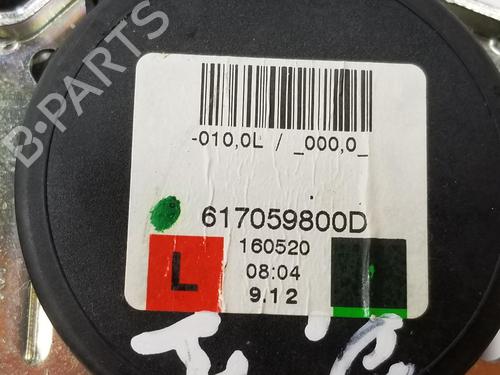 B-PARTS
-010,0L / _000,0_
617059800D
160520
L
08:04
9.12